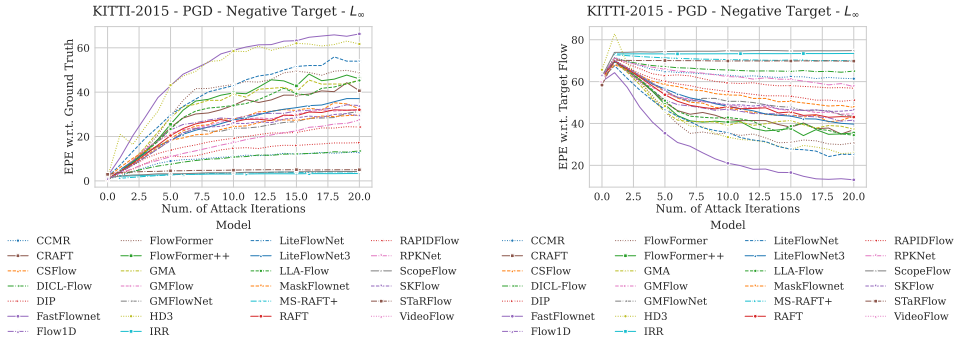 KITTI-2015 - PGD - Negative Target - L∞
EPE w.r.t. Ground Truth
60
40
20
0
0.0 2.5 5.0 7.5 10.0 12.5 15.0 17.5 20.0
Num. of Attack Iterations
Model
CCMR FlowFormer LiteFlowNet RAPIDFlow
CRAFT FlowFormer++ LiteFlowNet3 RPKNet
CSFlow GMA LLA-Flow ScopeFlow
DICL-Flow GMFlow MaskFlownet SKFlow
DIP GMFlowNet MS-RAFT+ STaRFlow
FastFlownet HD3 RAFT VideoFlow
Flow1D IRR
KITTI-2015 - PGD - Negative Target - L∞
EPE w.r.t. Target Flow
80
60
40
20
0.0 2.5 5.0 7.5 10.0 12.5 15.0 17.5 20.0
Num. of Attack Iterations
Model
CCMR FlowFormer LiteFlowNet RAPIDFlow
CRAFT FlowFormer++ LiteFlowNet3 RPKNet
CSFlow GMA LLA-Flow ScopeFlow
DICL-Flow GMFlow MaskFlownet SKFlow
DIP GMFlowNet MS-RAFT+ STaRFlow
FastFlownet HD3 RAFT VideoFlow
Flow1D IRR